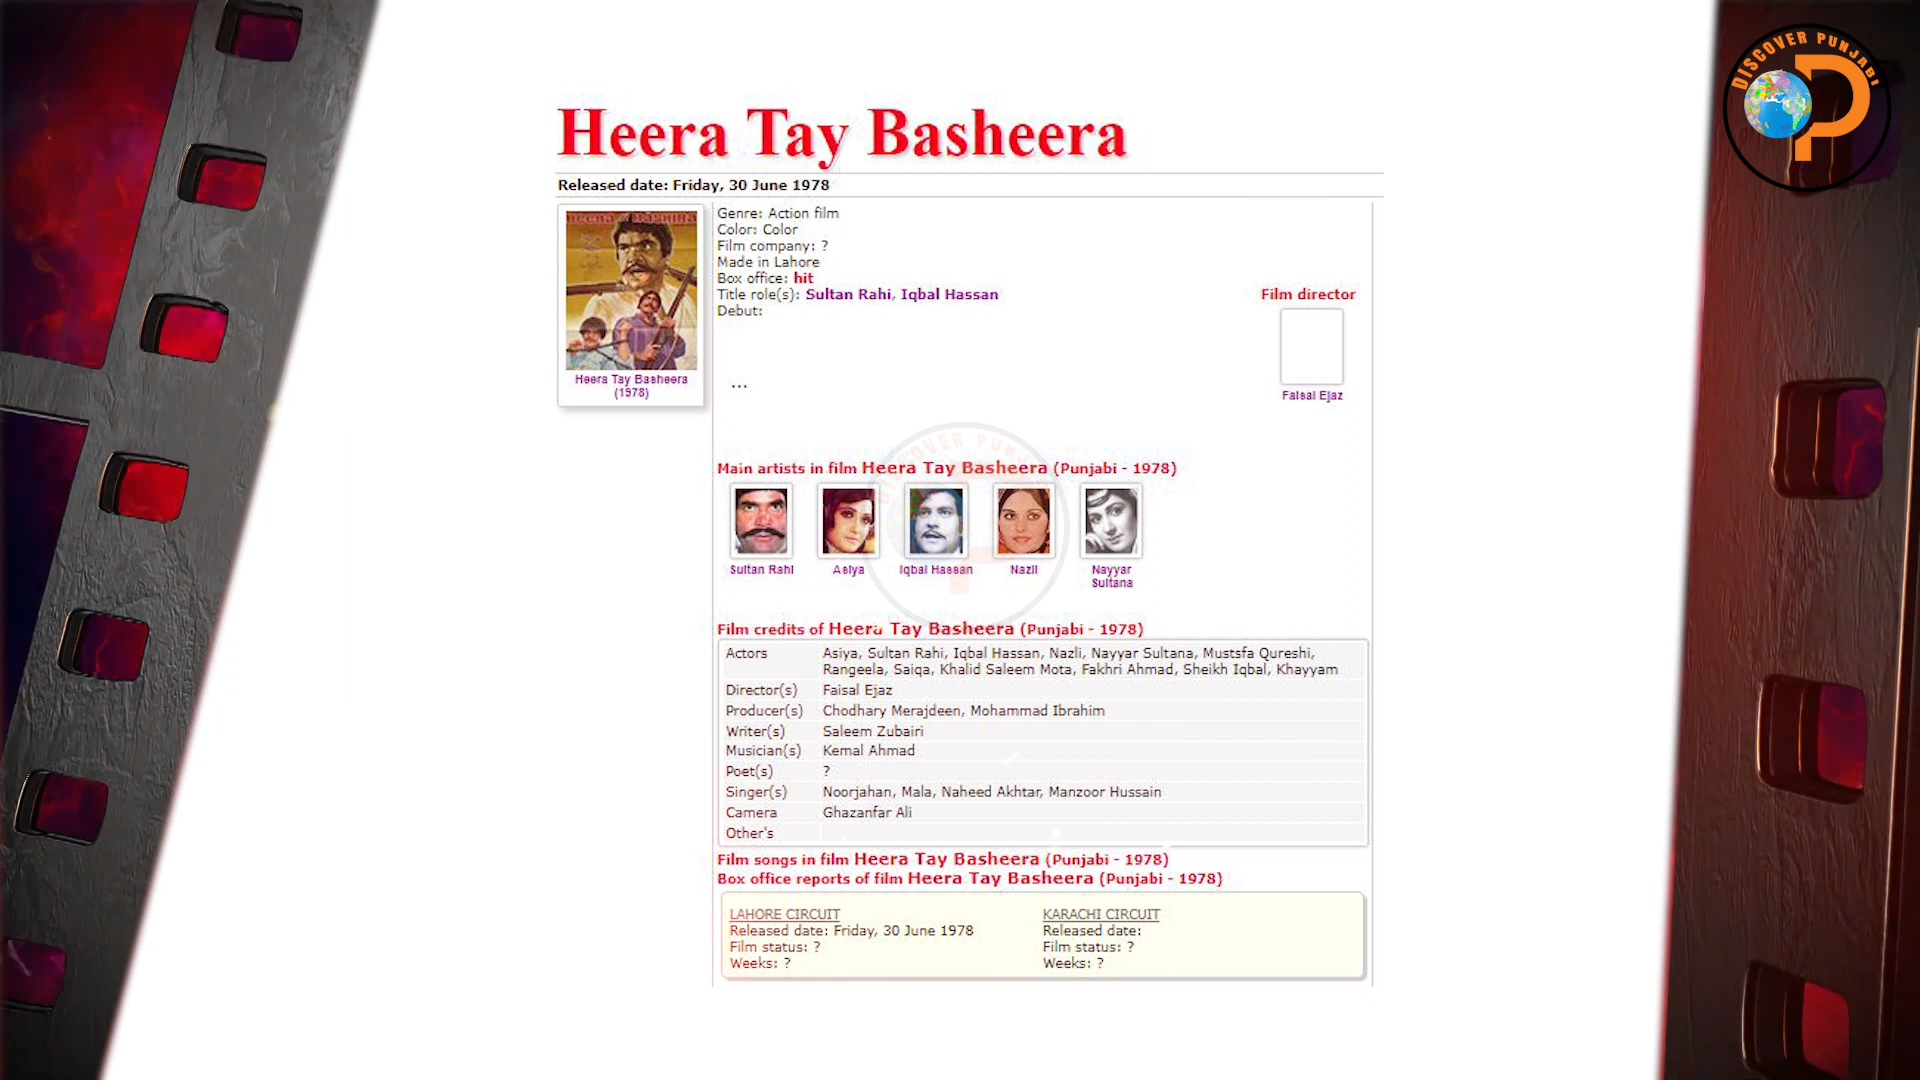 DISCOVER PUNJABI
Heera Tay Basheera
Released date: Friday, 30 June 1978
Genre: Action film
Color: Color
Film company: ?
Made in Lahore
Box office: hit
Title role(s): Sultan Rahi, Iqbal Hassan
Debut:
Film director
Heera Tay Basheera
(1978)
...
Faisal Ejaz
Main artists in film Heera Tay Basheera (Punjabi - 1978)
Sultan Rahi
Asiya
Iqbal Hassan
Nazli
Nayyar
Sultana
Film credits of Heera Tay Basheera (Punjabi - 1978)
Actors Asiya, Sultan Rahi, Iqbal Hassan, Nazli, Nayyar Sultana, Mustsfa Qureshi,
Rangeela, Saiqa, Khalid Saleem Mota, Fakhri Ahmad, Sheikh Iqbal, Khayyam
Director(s) Faisal Ejaz
Producer(s) Chodhary Merajdeen, Mohammad Ibrahim
Writer(s) Saleem Zubairi
Musician(s) Kemal Ahmad
Poet(s) ?
Singer(s) Noorjahan, Mala, Naheed Akhtar, Manzoor Hussain
Camera Ghazanfar Ali
Other's
Film songs in film Heera Tay Basheera (Punjabi - 1978)
Box office reports of film Heera Tay Basheera (Punjabi - 1978)
LAHORE CIRCUIT
Released date: Friday, 30 June 1978
Film status: ?
Weeks: ?
KARACHI CIRCUIT
Released date:
Film status: ?
Weeks: ?